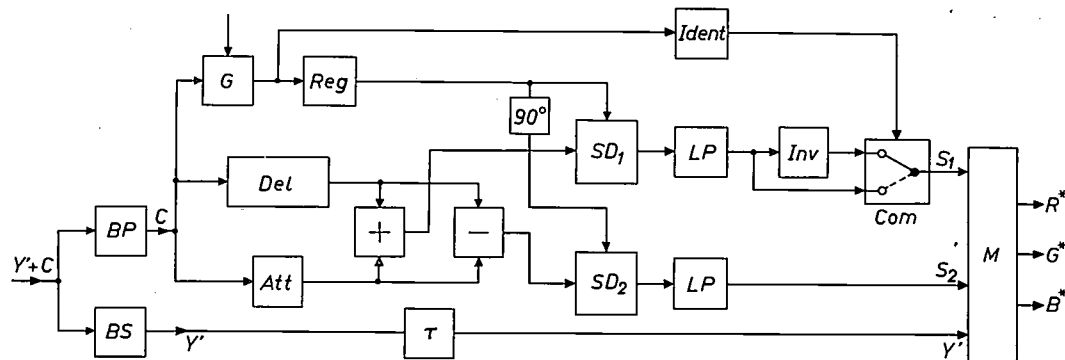 Ident
G
Reg
90°
SD₁
LP
Inv
S₁
Del
Com
R*
BP
C
+
−
M
G*
Y'+C
Att
SD₂
LP
S₂
B*
BS
Y'
τ
Y'